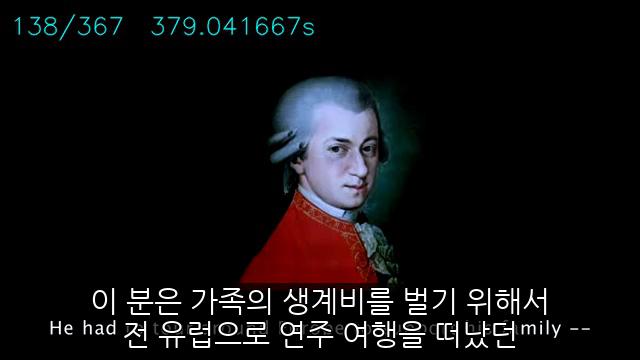 138/367 379.041667s
이 분은 가족의 생계비를 벌기 위해서
전 유럽으로 연주 여행을 떠났던
He had family --